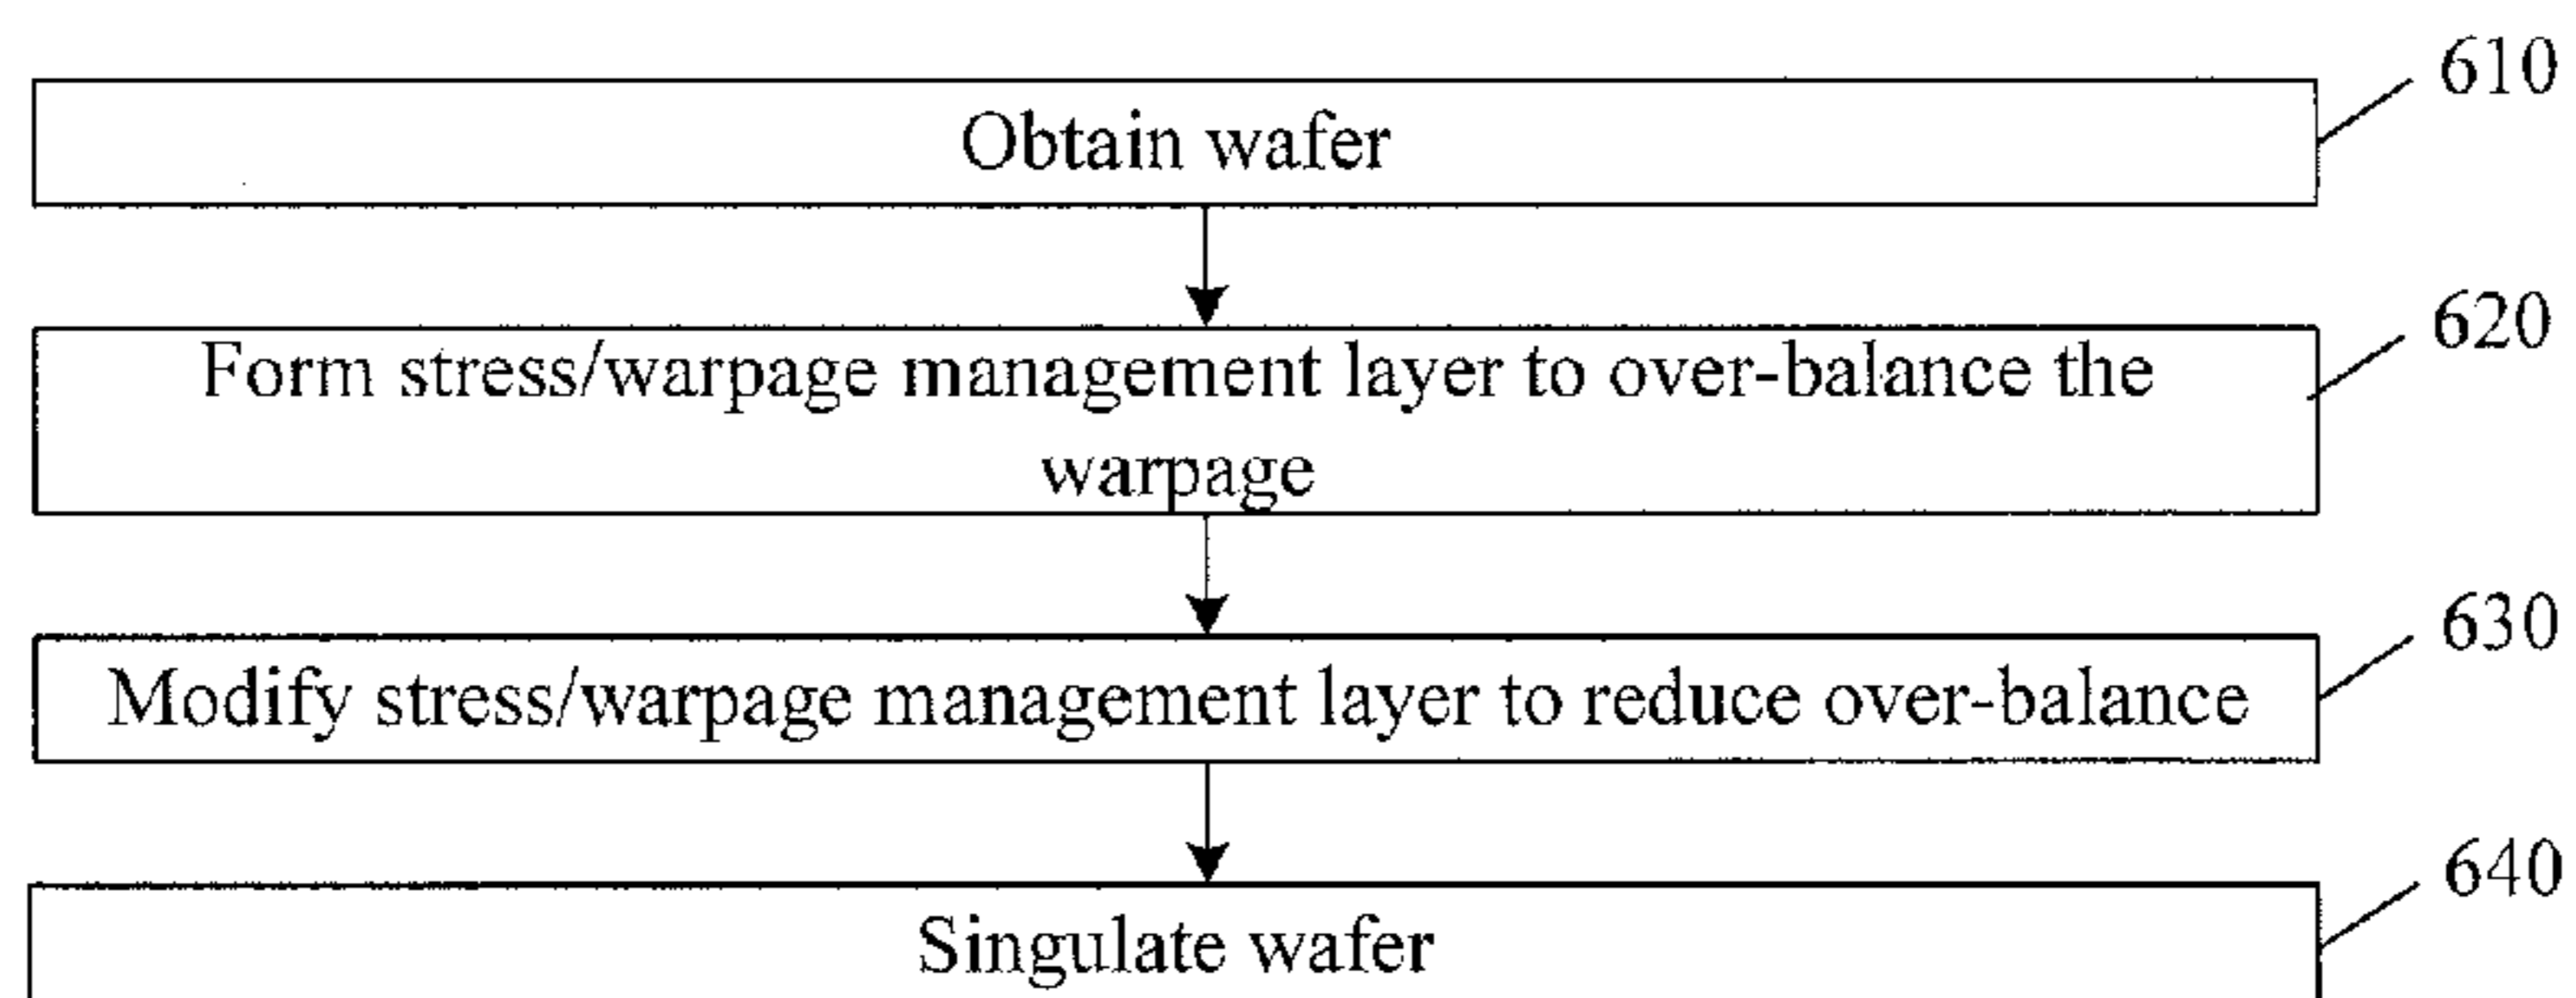 610
Obtain wafer
620
Form stress/warpage management layer to over-balance the
warpage
630
Modify stress/warpage management layer to reduce over-balance
640
Singulate wafer